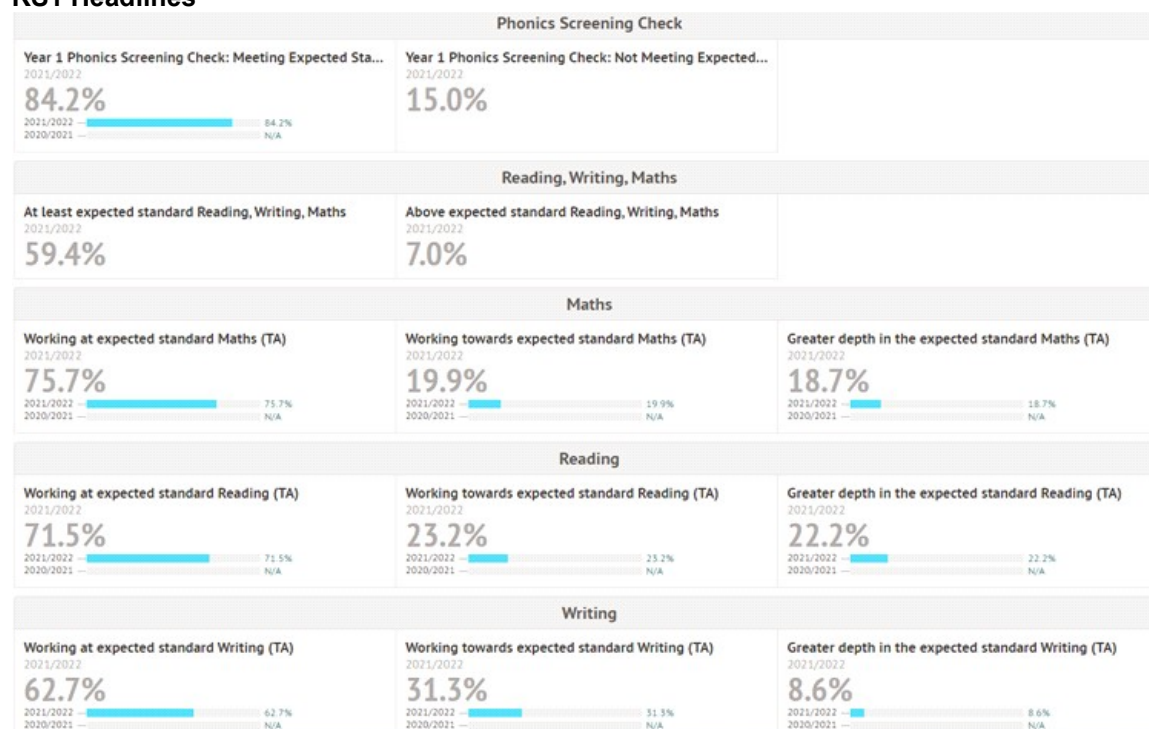 KS1 Headlines
Phonics Screening Check
Year 1 Phonics Screening Check: Meeting Expected Sta...
2021/2022
84.2%
2021/2022 — 84.2%
2020/2021 — N/A
Year 1 Phonics Screening Check: Not Meeting Expected...
2021/2022
15.0%
Reading, Writing, Maths
At least expected standard Reading, Writing, Maths
2021/2022
59.4%
Above expected standard Reading, Writing, Maths
2021/2022
7.0%
Maths
Working at expected standard Maths (TA)
2021/2022
75.7%
2021/2022 — 75.7%
2020/2021 — N/A
Working towards expected standard Maths (TA)
2021/2022
19.9%
2021/2022 — 19.9%
2020/2021 — N/A
Greater depth in the expected standard Maths (TA)
2021/2022
18.7%
2021/2022 — 18.7%
2020/2021 — N/A
Reading
Working at expected standard Reading (TA)
2021/2022
71.5%
2021/2022 — 71.5%
2020/2021 — N/A
Working towards expected standard Reading (TA)
2021/2022
23.2%
2021/2022 — 23.2%
2020/2021 — N/A
Greater depth in the expected standard Reading (TA)
2021/2022
22.2%
2021/2022 — 22.2%
2020/2021 — N/A
Writing
Working at expected standard Writing (TA)
2021/2022
62.7%
2021/2022 — 62.7%
2020/2021 — N/A
Working towards expected standard Writing (TA)
2021/2022
31.3%
2021/2022 — 31.3%
2020/2021 — N/A
Greater depth in the expected standard Writing (TA)
2021/2022
8.6%
2021/2022 — 8.6%
2020/2021 — N/A